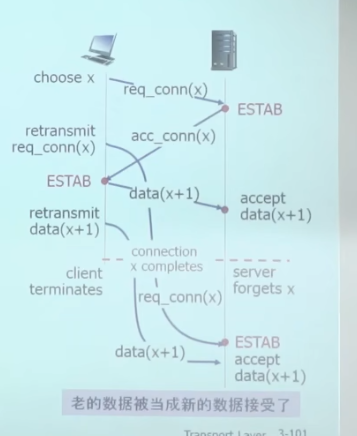 choose x
req_conn(x)
ESTAB
retransmit
req_conn(x)
acc_conn(x)
ESTAB
data(x+1)
retransmit
data(x+1)
accept
data(x+1)
connection
x completes
client
terminates
server
forgets x
req_conn(x)
ESTAB
data(x+1)
accept
data(x+1)
老的数据被当成新的数据接受了
Transport Layer 3-101